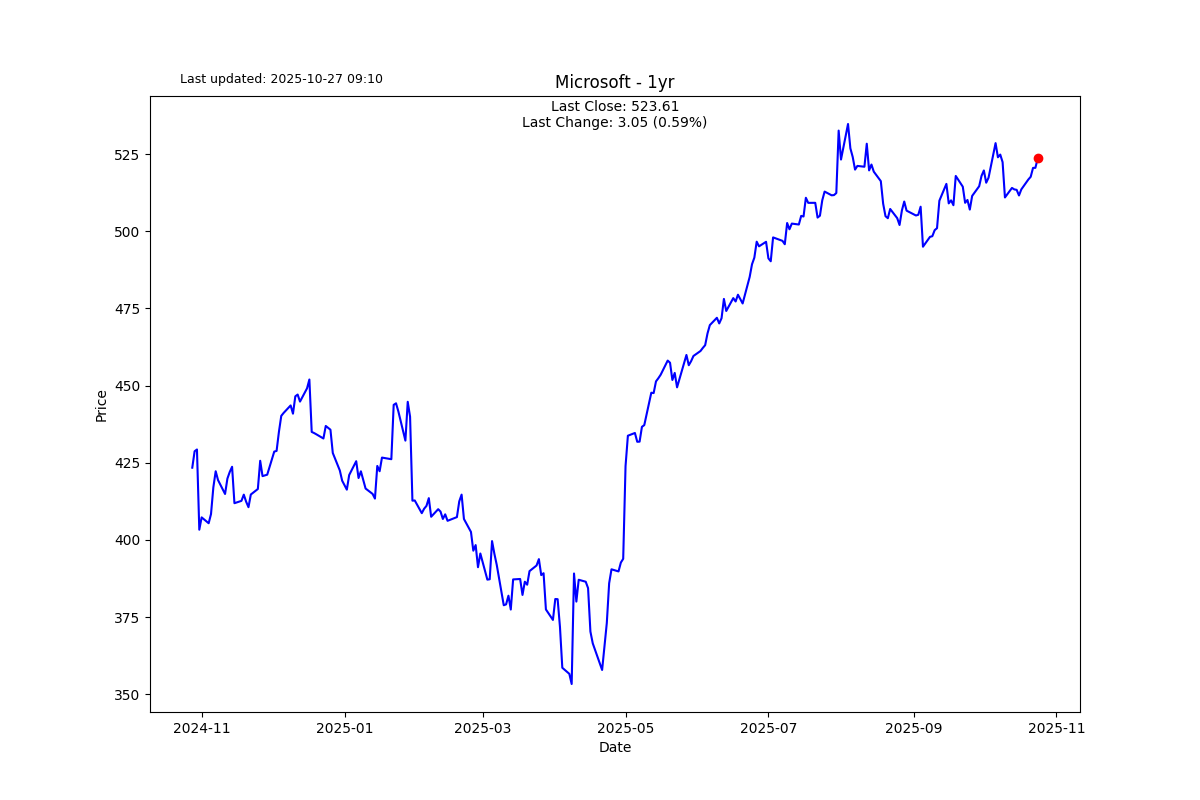 Last updated: 2025-10-27 09:10
Microsoft - 1yr
Last Close: 523.61
Last Change: 3.05 (0.59%)
525
500
475
450
425
400
375
350
Price
2024-11
2025-01
2025-03
2025-05
2025-07
2025-09
2025-11
Date